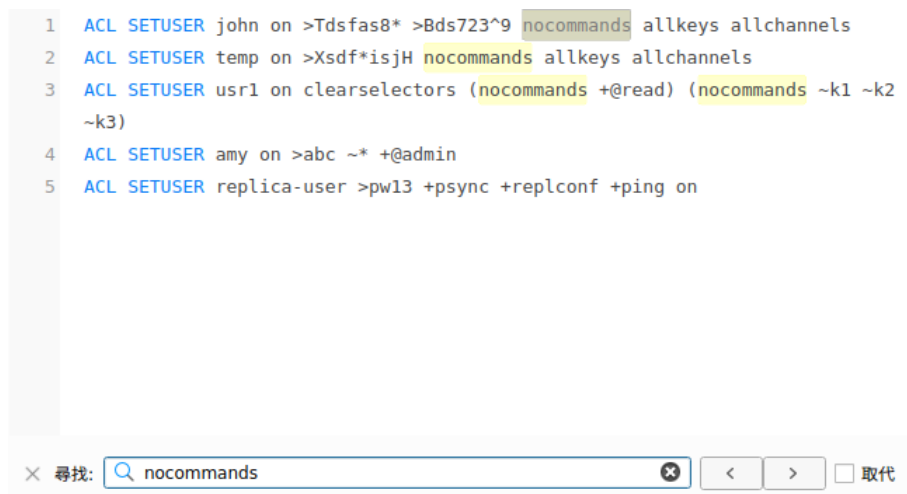 1 ACL SETUSER john on >Tdsfas8* >Bds723^9 nocommands allkeys allchannels
2 ACL SETUSER temp on >Xsdf*isjH nocommands allkeys allchannels
3 ACL SETUSER usr1 on clearselectors (nocommands +@read) (nocommands ~k1 ~k2
~k3)
4 ACL SETUSER amy on >abc ~* +@admin
5 ACL SETUSER replica-user >pw13 +psync +replconf +ping on
尋找: nocommands < > 取代